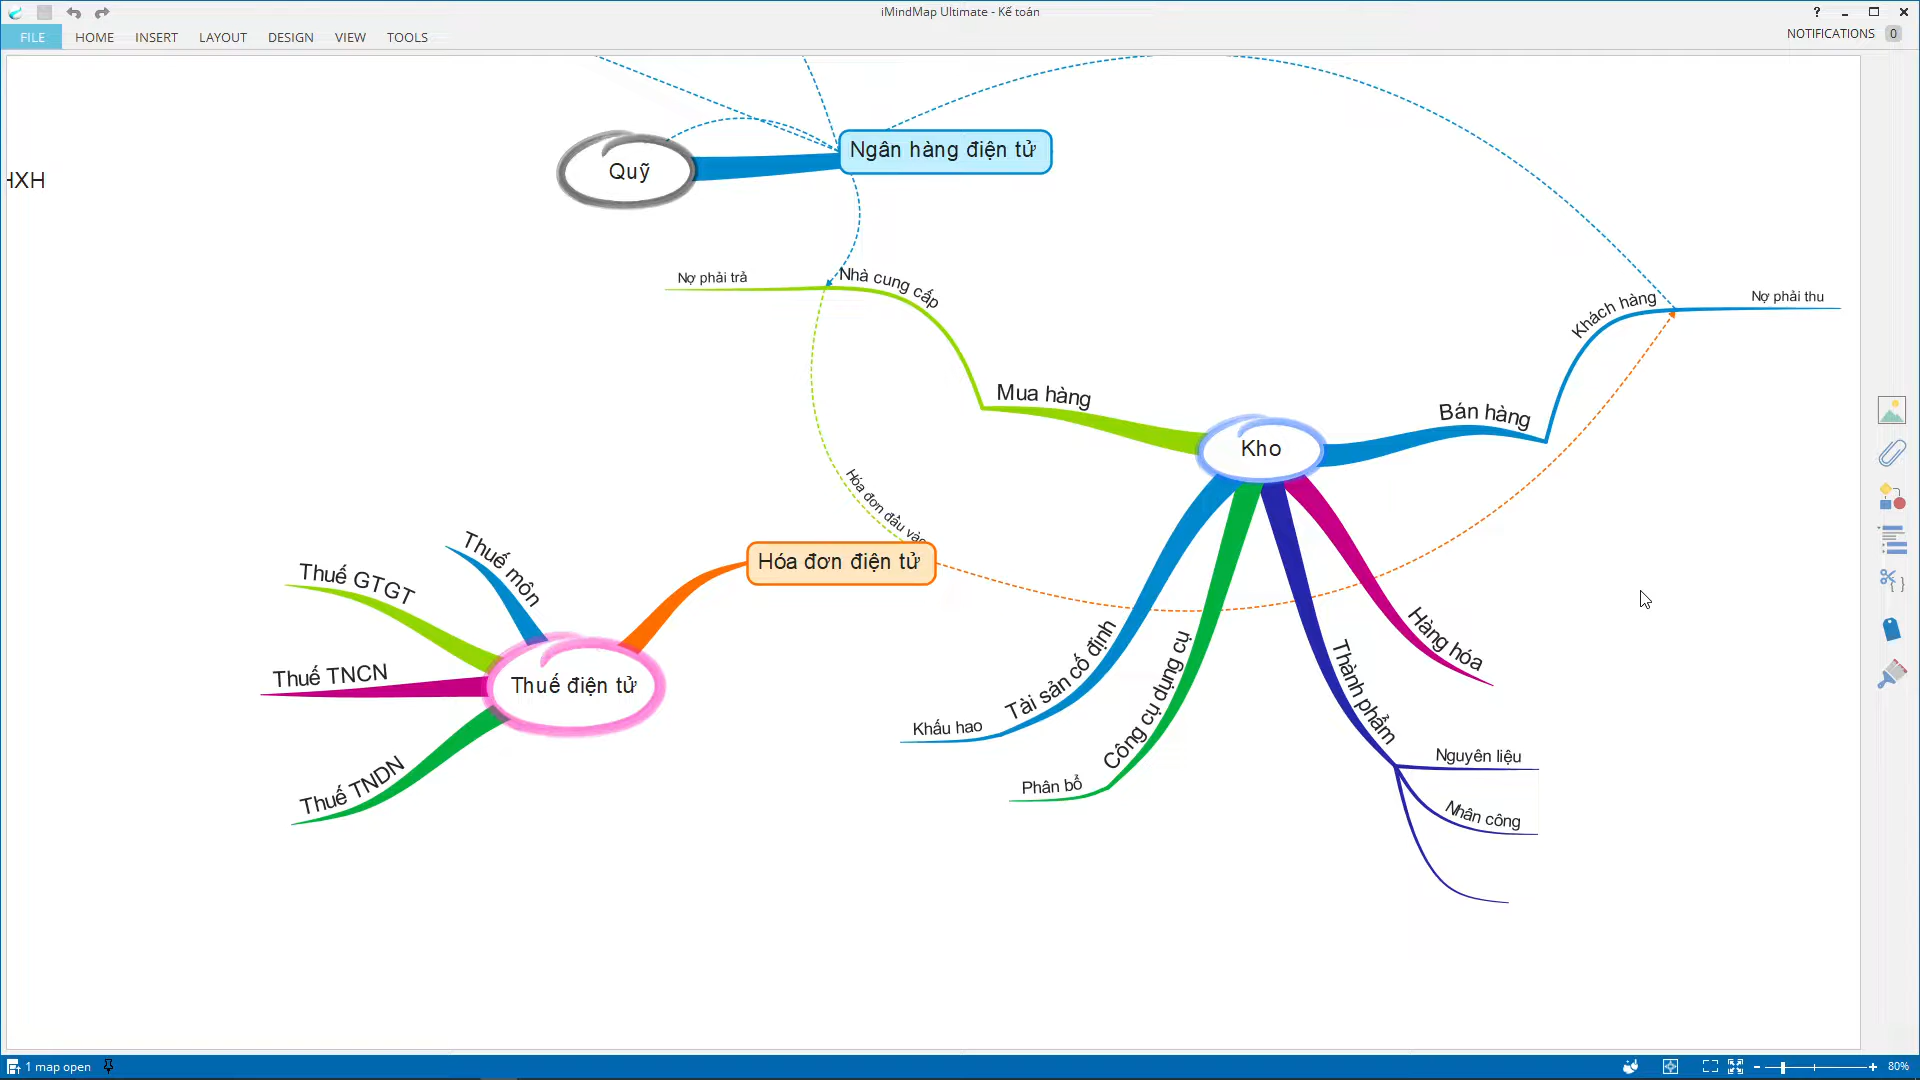 iMindMap Ultimate - Kế toán
?
FILE HOME INSERT LAYOUT DESIGN VIEW TOOLS
NOTIFICATIONS 0
HXH
Quỹ
Ngân hàng điện tử
Nợ phải trả
Nhà cung cấp
Khách hàng
Nợ phải thu
Mua hàng
Bán hàng
Kho
Hóa đơn đầu vào
Hóa đơn điện tử
Thuế môn
Thuế GTGT
Thuế TNCN
Thuế điện tử
Thuế TNDN
Tài sản cố định
Khấu hao
Công cụ dụng cụ
Phân bổ
Thành phẩm
Hàng hóa
Nguyên liệu
Nhân công
1 map open
80%